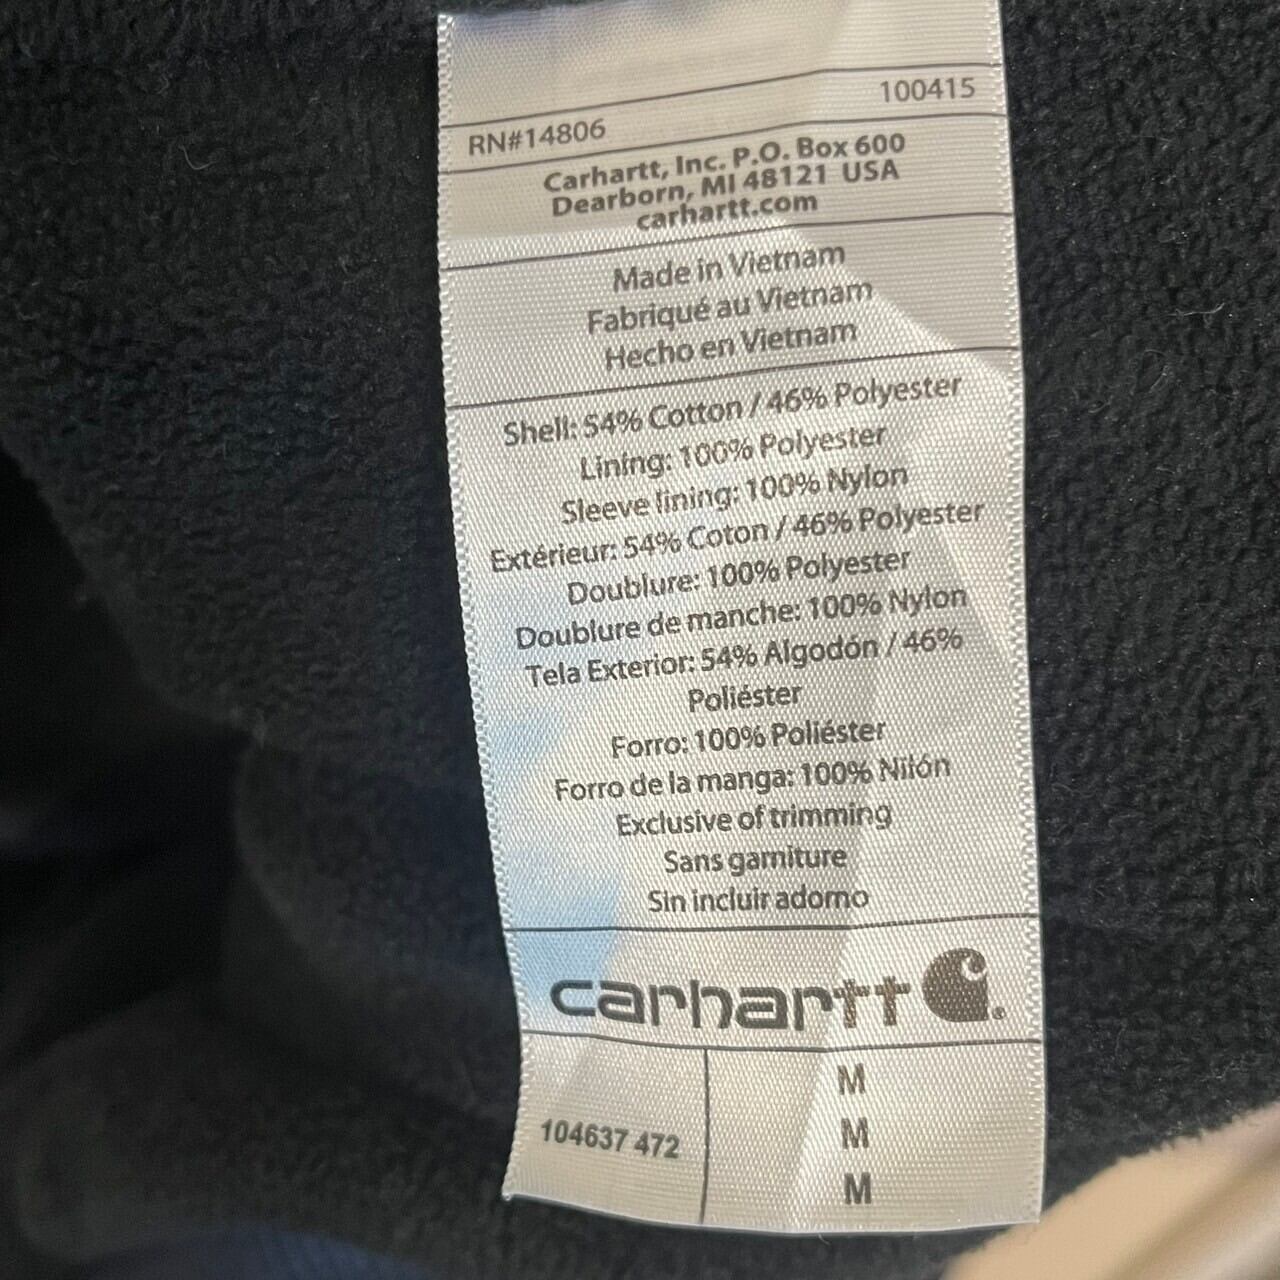 100415
RN#14806
Carhartt, Inc. P.O. Box 600
Dearborn, MI 48121 USA
carhartt.com
Made in Vietnam
Fabriqué au Vietnam
Hecho en Vietnam
Shell: 54% Cotton / 46% Polyester
Lining: 100% Polyester
Sleeve lining: 100% Nylon
Extérieur: 54% Coton / 46% Polyester
Doublure: 100% Polyester
Doublure de manche: 100% Nylon
Tela Exterior: 54% Algodón / 46%
Poliéster
Forro: 100% Poliéster
Forro de la manga: 100% Nilón
Exclusive of trimming
Sans garniture
Sin incluir adorno
carhartt
104637 472
M
M
M